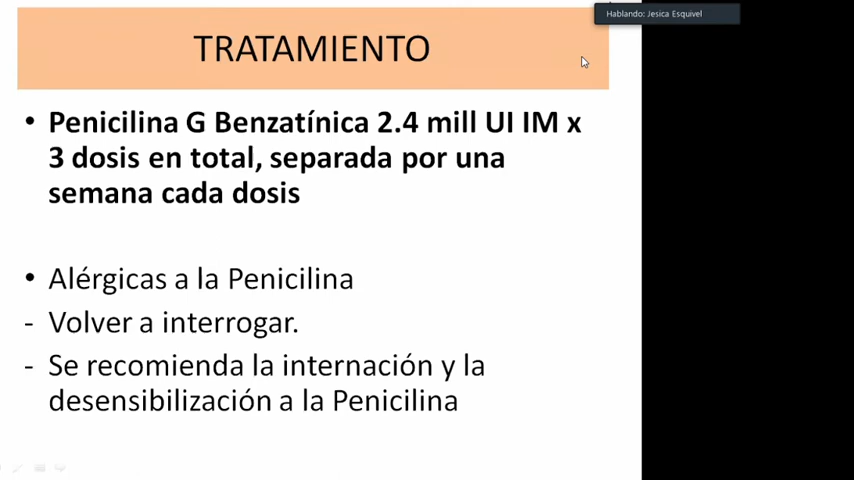 Hablando: Jesica Esquivel
TRATAMIENTO
• Penicilina G Benzatínica 2.4 mill UI IM x
3 dosis en total, separada por una
semana cada dosis
• Alérgicas a la Penicilina
- Volver a interrogar.
- Se recomienda la internación y la
desensibilización a la Penicilina